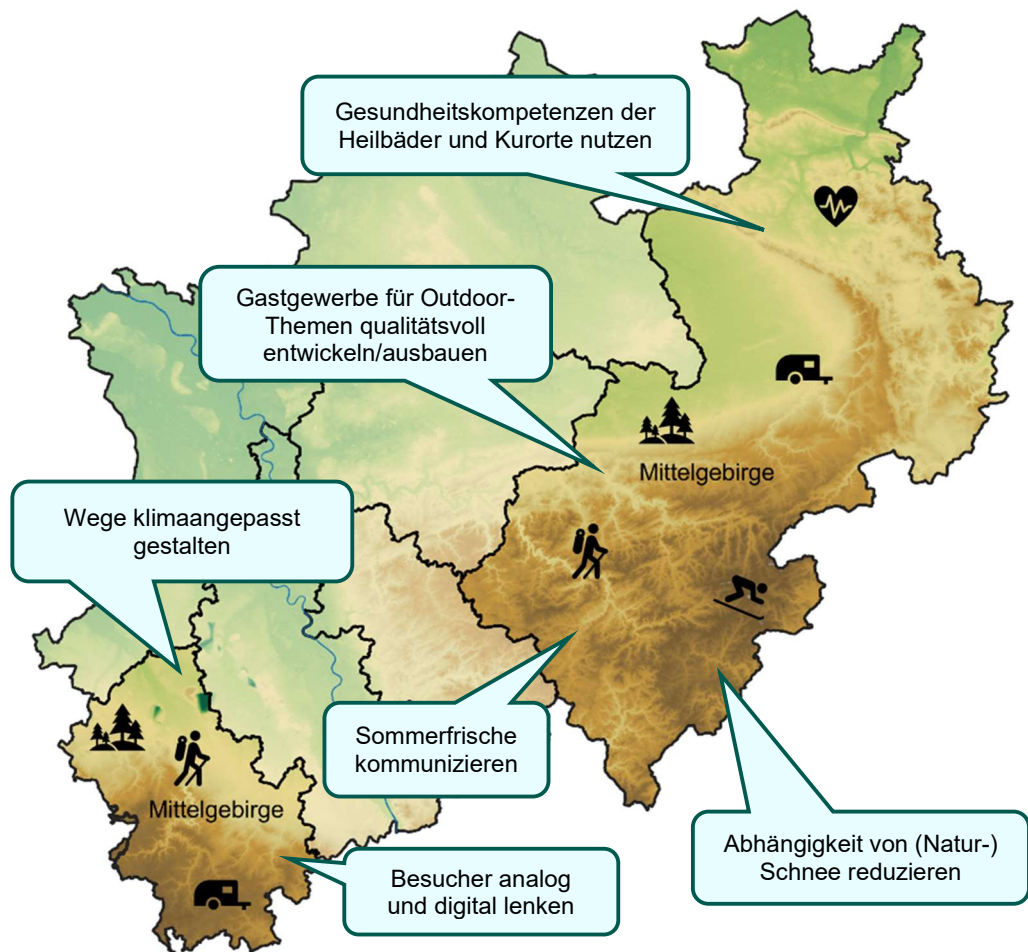 Gesundheitskompetenzen der
Heilbäder und Kurorte nutzen
Gastgewerbe für Outdoor-
Themen qualitätsvoll
entwickeln/ausbauen
Mittelgebirge
Wege klimaangepasst
gestalten
Sommerfrische
kommunizieren
Mittelgebirge
Abhängigkeit von (Natur-)
Schnee reduzieren
Besucher analog
und digital lenken